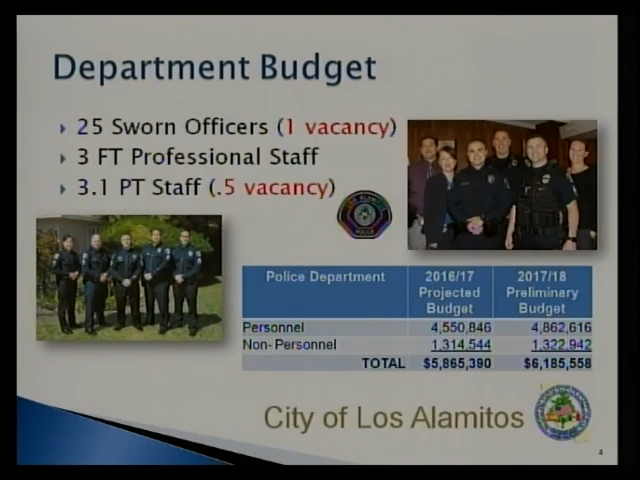 Department Budget
25 Sworn Officers (1 vacancy)
3 FT Professional Staff
3.1 PT Staff (.5 vacancy)
Police Department 2016/17 Projected Budget 2017/18 Preliminary Budget
Personnel 4,550,846 4,862,616
Non-Personnel 1,314,544 1,322,942
TOTAL $5,865,390 $6,185,558
City of Los Alamitos
4